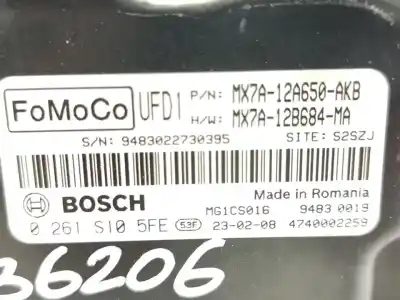 FoMoCo UFD1 P/N: MX7A-12A650-AKB
H/W: MX7A-12B684-MA
S/N: 9483022730395 SITE: S2SZJ
BOSCH Made in Romania
MG1CS016 9483 0019
0 261 S10 5FE 53F 23-02-08 4740002259
36206